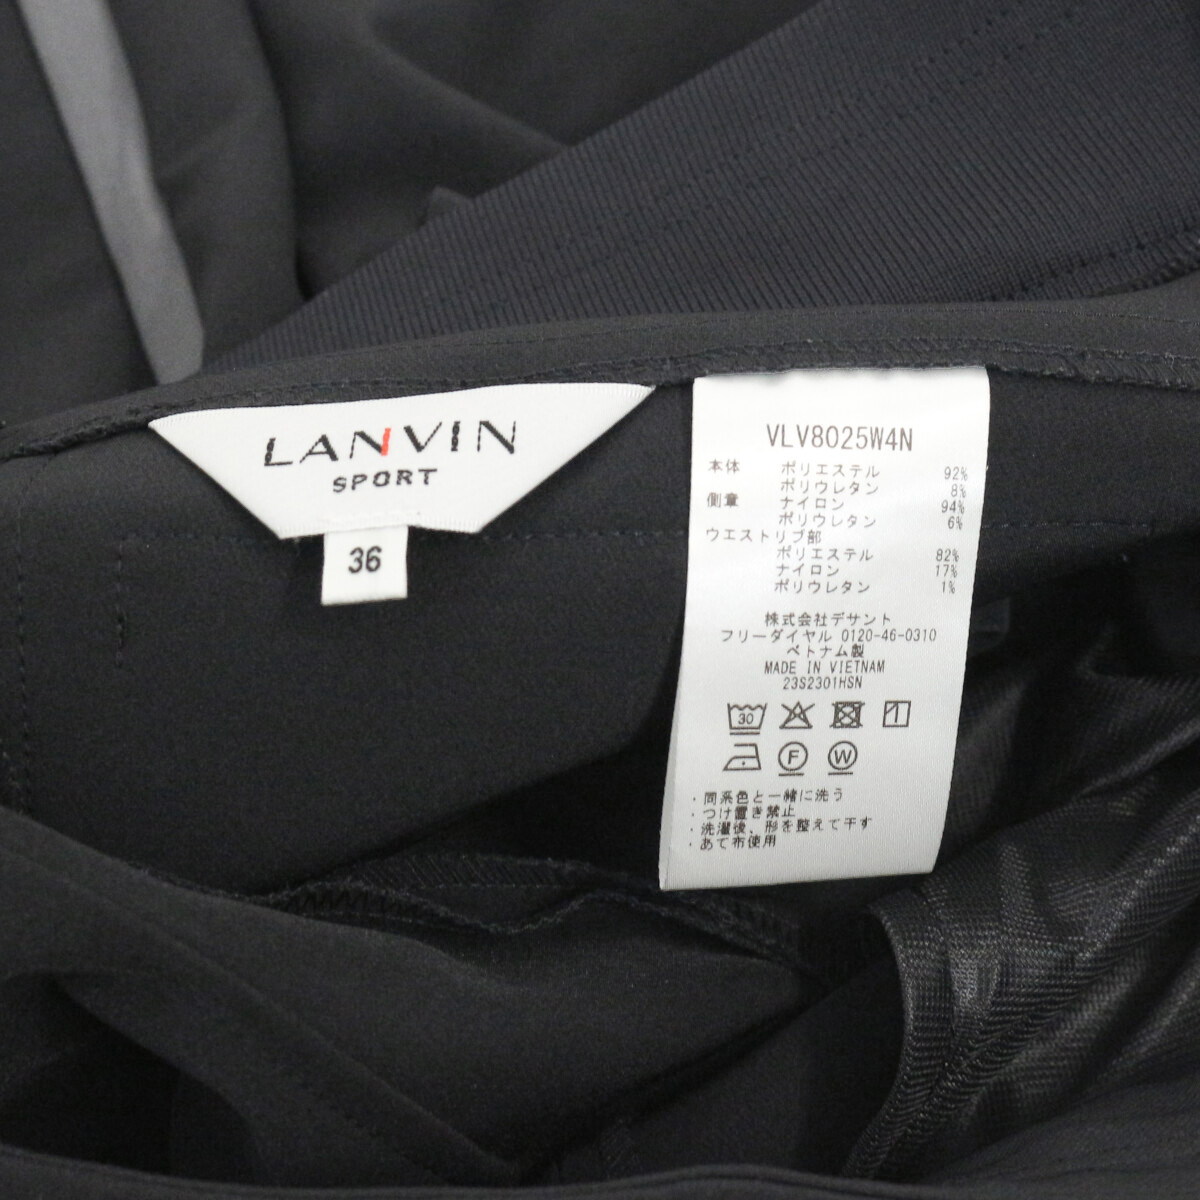 LANVIN
SPORT
36
VLV8025W4N
本体 ポリエステル 92%
ポリウレタン 8%
側章 ナイロン 94%
ポリウレタン 6%
ウエストリブ部
ポリエステル 82%
ナイロン 17%
ポリウレタン 1%
株式会社デサント
フリーダイヤル 0120-46-0310
ベトナム製
MADE IN VIETNAM
23S2301HSN
30
F W
・同系色と一緒に洗う
・つけ置き禁止
・洗濯後、形を整えて干す
・あて布使用